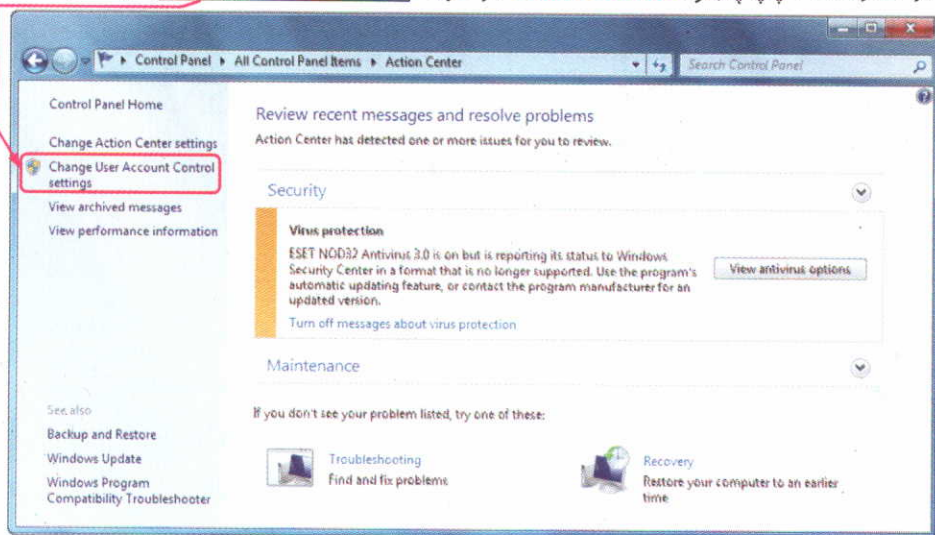 Control Panel ▸ All Control Panel Items ▸ Action Center
Search Control Panel
Control Panel Home
Change Action Center settings
Change User Account Control
settings
View archived messages
View performance information
See also
Backup and Restore
Windows Update
Windows Program
Compatibility Troubleshooter
Review recent messages and resolve problems
Action Center has detected one or more issues for you to review.
Security
Virus protection
ESET NOD32 Antivirus 3.0 is on but is reporting its status to Windows
Security Center in a format that is no longer supported. Use the program's
automatic updating feature, or contact the program manufacturer for an
updated version.
View antivirus options
Turn off messages about virus protection
Maintenance
If you don't see your problem listed, try one of these:
Troubleshooting
Find and fix problems
Recovery
Restore your computer to an earlier
time